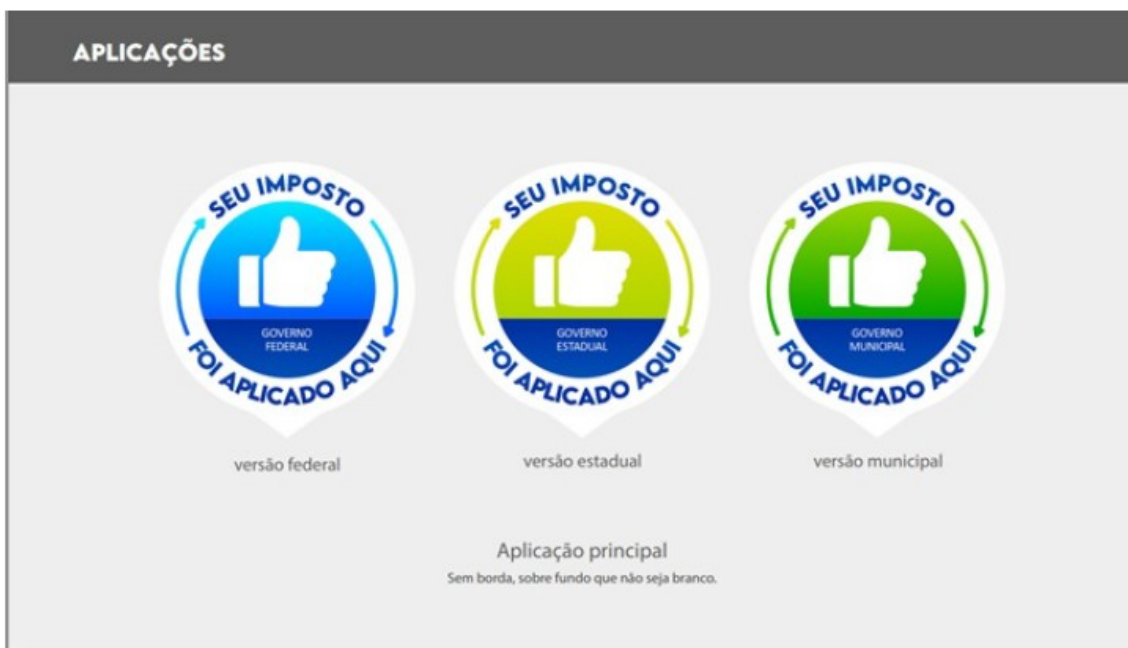 APLICAÇÕES
SEU IMPOSTO
GOVERNO
FEDERAL
FOI APLICADO AQUI
SEU IMPOSTO
GOVERNO
ESTADUAL
FOI APLICADO AQUI
SEU IMPOSTO
GOVERNO
MUNICIPAL
FOI APLICADO AQUI
versão federal
versão estadual
versão municipal
Aplicação principal
Sem borda, sobre fundo que não seja branco.